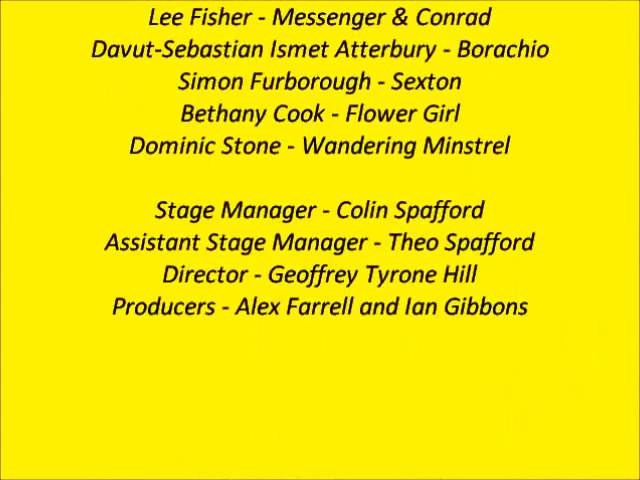 Lee Fisher - Messenger & Conrad
Davut-Sebastian Ismet Atterbury - Borachio
Simon Furborough - Sexton
Bethany Cook - Flower Girl
Dominic Stone - Wandering Minstrel
Stage Manager - Colin Spafford
Assistant Stage Manager - Theo Spafford
Director - Geoffrey Tyrone Hill
Producers - Alex Farrell and Ian Gibbons